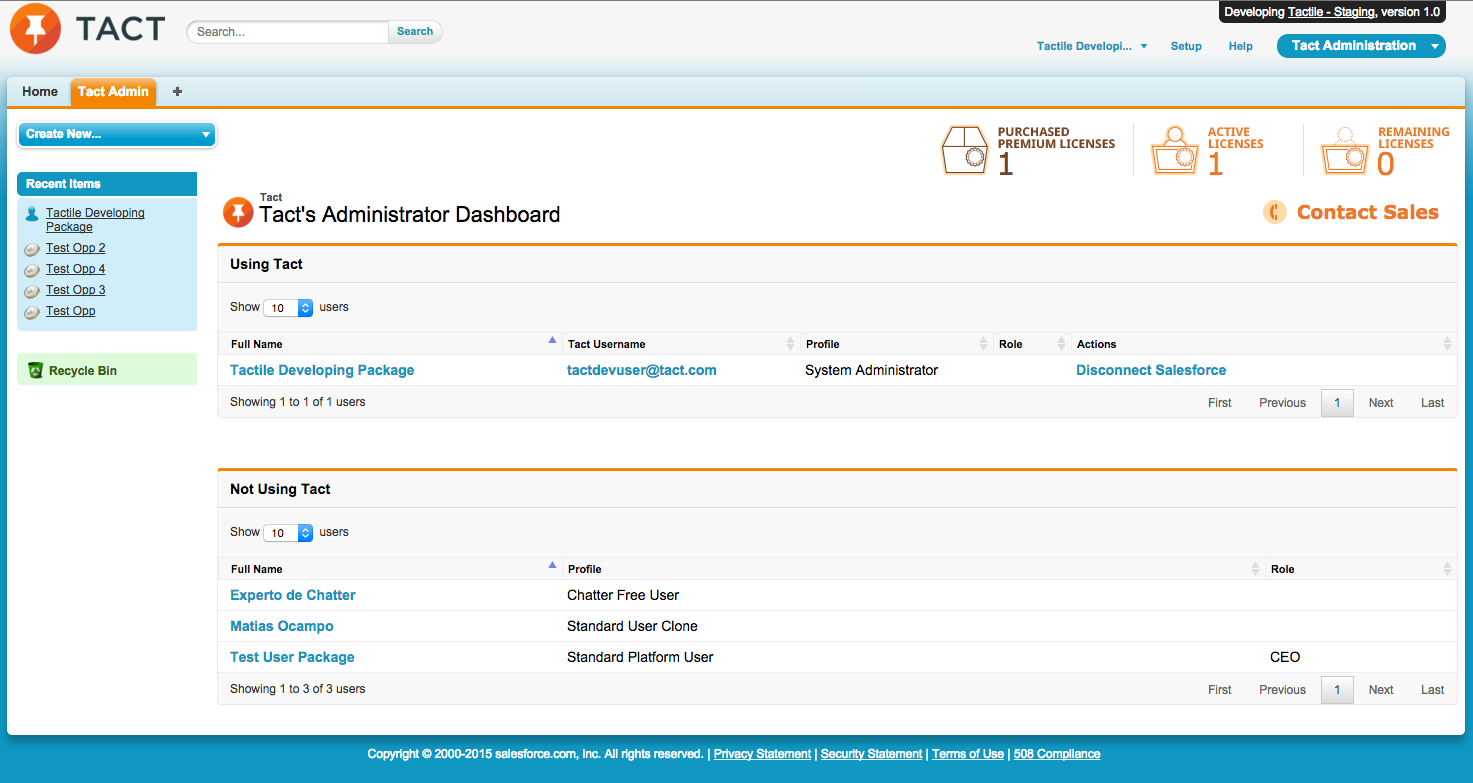 Developing Tactile - Staging, version 1.0
TACT
Search...
Search
Tactile Developi...
Setup
Help
Tact Administration
Home
Tact Admin
+
Create New...
PURCHASED
PREMIUM LICENSES
1
ACTIVE
LICENSES
1
REMAINING
LICENSES
0
Recent Items
Tactile Developing
Package
Test Opp 2
Test Opp 4
Test Opp 3
Test Opp
Recycle Bin
Tact
Tact's Administrator Dashboard
Contact Sales
Using Tact
Show 10 users
Full Name Tact Username Profile Role Actions
Tactile Developing Package tactdevuser@tact.com System Administrator Disconnect Salesforce
Showing 1 to 1 of 1 users
First Previous 1 Next Last
Not Using Tact
Show 10 users
Full Name Profile Role
Experto de Chatter Chatter Free User
Matias Ocampo Standard User Clone
Test User Package Standard Platform User CEO
Showing 1 to 3 of 3 users
First Previous 1 Next Last
Copyright © 2000-2015 salesforce.com, inc. All rights reserved. | Privacy Statement | Security Statement | Terms of Use | 508 Compliance